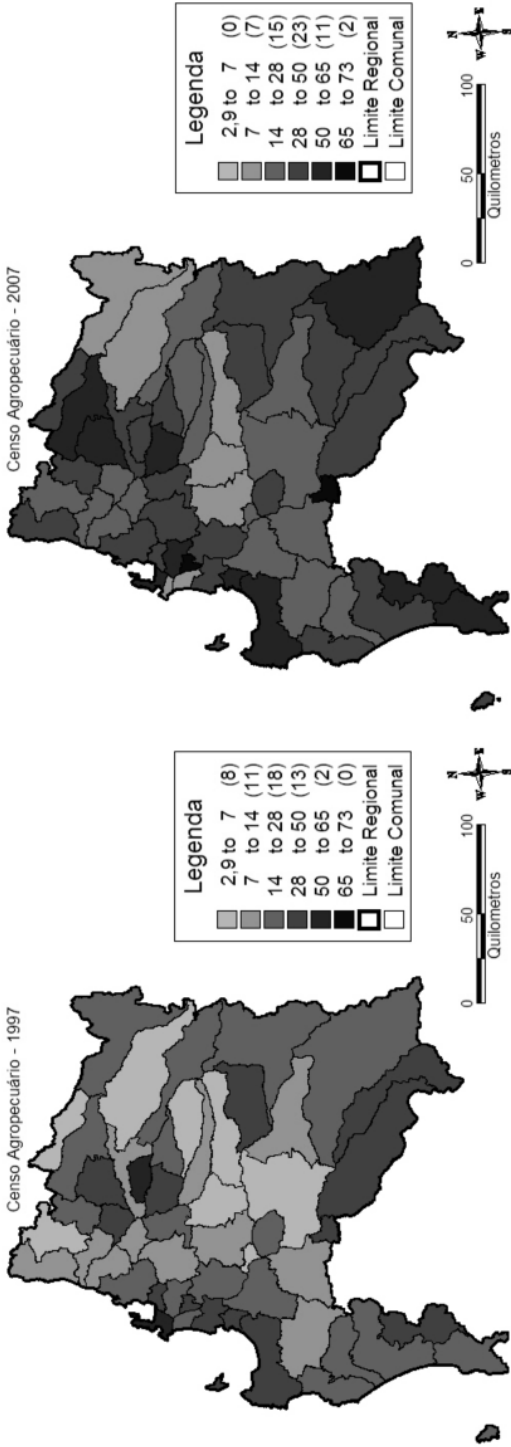 Censo Agropecuário - 1997
Legenda
2,9 to 7 (8)
7 to 14 (11)
14 to 28 (18)
28 to 50 (13)
50 to 65 (2)
65 to 73 (0)
Limite Regional
Limite Comunal
N
W E
S
0 50 100
Quilometros
Censo Agropecuário - 2007
Legenda
2,9 to 7 (0)
7 to 14 (7)
14 to 28 (15)
28 to 50 (23)
50 to 65 (11)
65 to 73 (2)
Limite Regional
Limite Comunal
N
W E
S
0 50 100
Quilometros